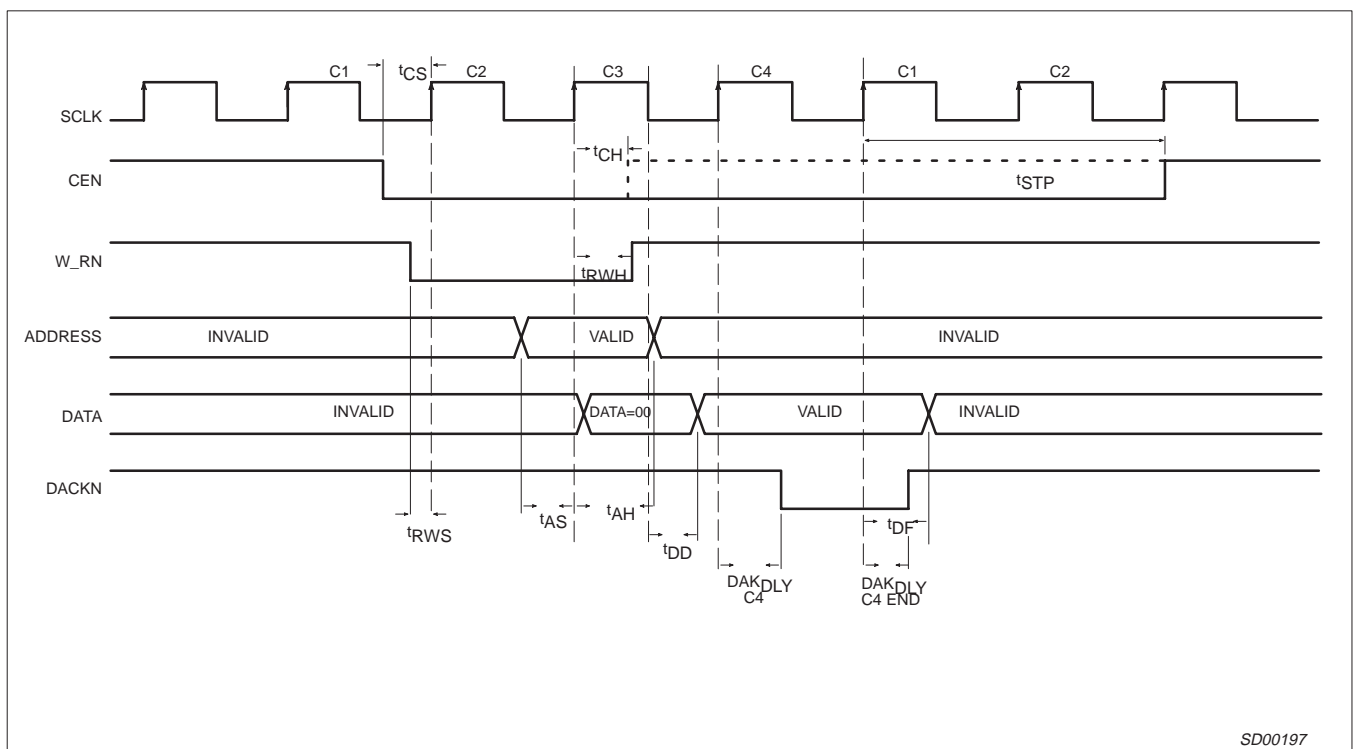 C1
tCS
C2
C3
C4
C1
C2
SCLK
tCH
CEN
tSTP
W_RN
tRWH
ADDRESS
INVALID
VALID
INVALID
DATA
INVALID
DATA=00
VALID
INVALID
DACKN
tRWS
tAS
tAH
tDD
tDF
DAKDLY
C4
DAKDLY
C4 END
SD00197